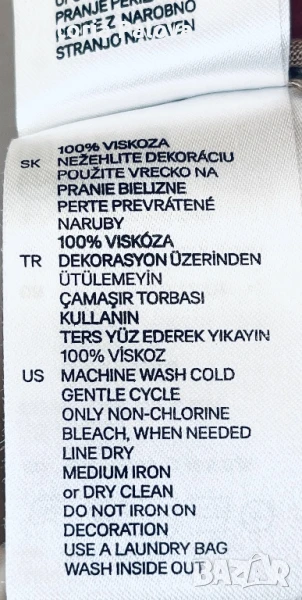 PRANJE
PERITE Z NAROBNO
STRANJO NAVZVEN
100% VISKOZA
SK NEŽEHLITE DEKORÁCIU
POUŽITE VRECKO NA
PRANIE BIELIZNE
PERTE PREVRÁTENÉ
NARUBY
100% VISKÓZA
TR DEKORASYON ÜZERİNDEN
ÜTÜLEMEYİN
ÇAMAŞIR TORBASI
KULLANIN
TERS YÜZ EDEREK YIKAYIN
100% VİSKOZ
US MACHINE WASH COLD
GENTLE CYCLE
ONLY NON-CHLORINE
BLEACH, WHEN NEEDED
LINE DRY
MEDIUM IRON
or DRY CLEAN
DO NOT IRON ON
DECORATION
USE A LAUNDRY BAG
WASH INSIDE OUT
BAZAR